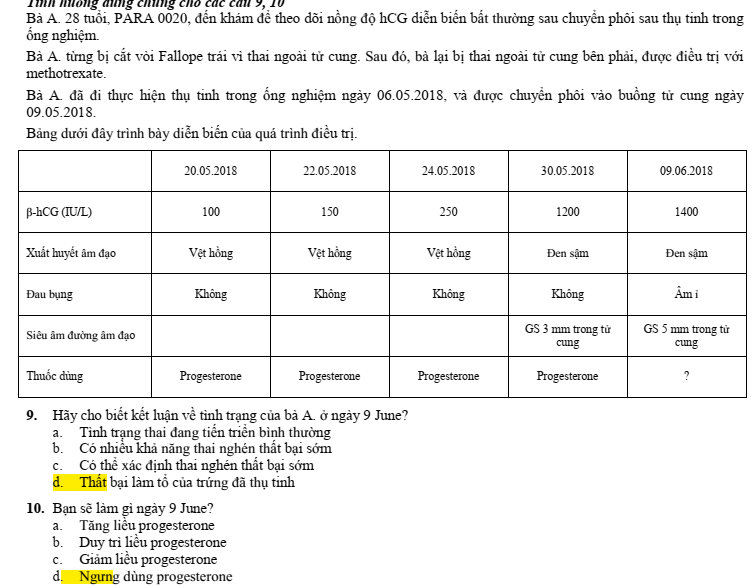 Tình huống dùng chung cho các câu 9, 10
Bà A. 28 tuổi, PARA 0020, đến khám để theo dõi nồng độ hCG diễn biến bất thường sau chuyển phôi sau thụ tinh trong
ống nghiệm.
Bà A. từng bị cắt vòi Fallope trái vì thai ngoài tử cung. Sau đó, bà lại bị thai ngoài tử cung bên phải, được điều trị với
methotrexate.
Bà A. đã đi thực hiện thụ tinh trong ống nghiệm ngày 06.05.2018, và được chuyển phôi vào buồng tử cung ngày
09.05.2018.
Bảng dưới đây trình bày diễn biến của quá trình điều trị.
20.05.2018 22.05.2018 24.05.2018 30.05.2018 09.06.2018
β-hCG (IU/L) 100 150 250 1200 1400
Xuất huyết âm đạo Vệt hồng Vệt hồng Vệt hồng Đen sậm Đen sậm
Đau bụng Không Không Không Không Âm i
Siêu âm đường âm đạo GS 3 mm trong tử GS 5 mm trong tử
cung cung
Thuốc dùng Progesterone Progesterone Progesterone Progesterone ?
9. Hãy cho biết kết luận về tình trạng của bà A. ở ngày 9 June?
a. Tình trạng thai đang tiến triển bình thường
b. Có nhiều khả năng thai nghén thất bại sớm
c. Có thể xác định thai nghén thất bại sớm
d. Thất bại làm tổ của trứng đã thụ tinh
10. Bạn sẽ làm gì ngày 9 June?
a. Tăng liều progesterone
b. Duy trì liều progesterone
c. Giảm liều progesterone
d. Ngưng dùng progesterone